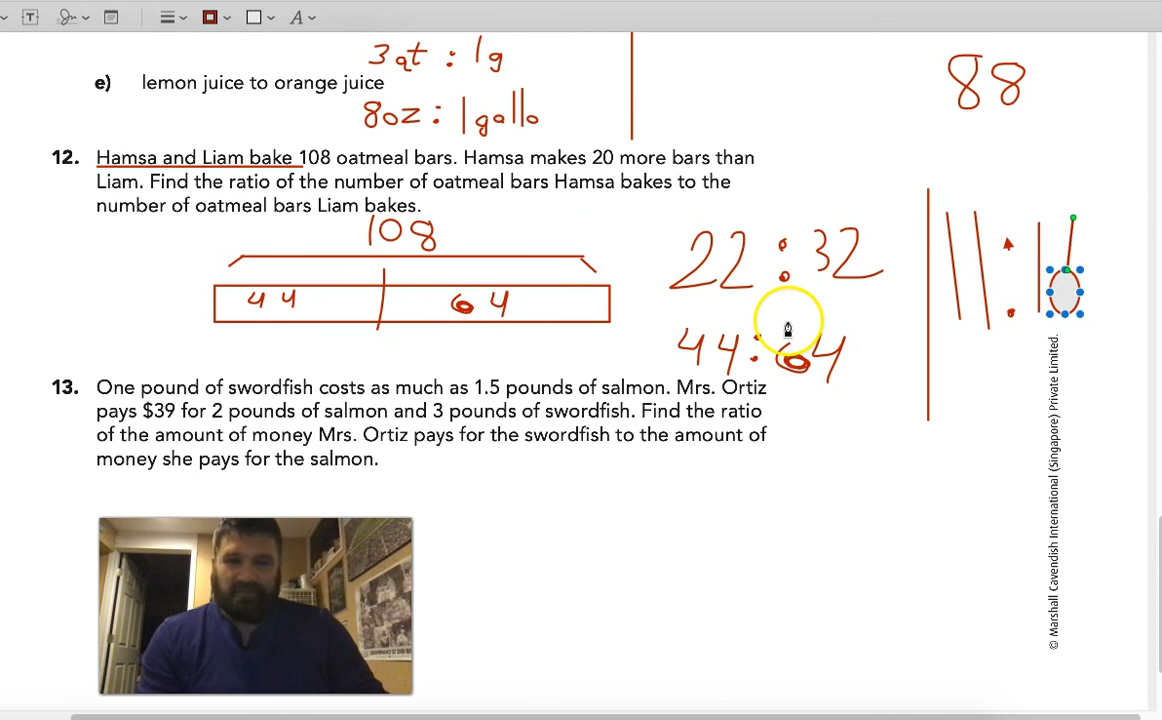 3 qt : 1g
e) lemon juice to orange juice
8oz : 1 gallo
88
12. Hamsa and Liam bake 108 oatmeal bars. Hamsa makes 20 more bars than
Liam. Find the ratio of the number of oatmeal bars Hamsa bakes to the
number of oatmeal bars Liam bakes.
108
44 64
22 : 32
44 : 64
11 : 16
13. One pound of swordfish costs as much as 1.5 pounds of salmon. Mrs. Ortiz
pays $39 for 2 pounds of salmon and 3 pounds of swordfish. Find the ratio
of the amount of money Mrs. Ortiz pays for the swordfish to the amount of
money she pays for the salmon.
© Marshall Cavendish International (Singapore) Private Limited.